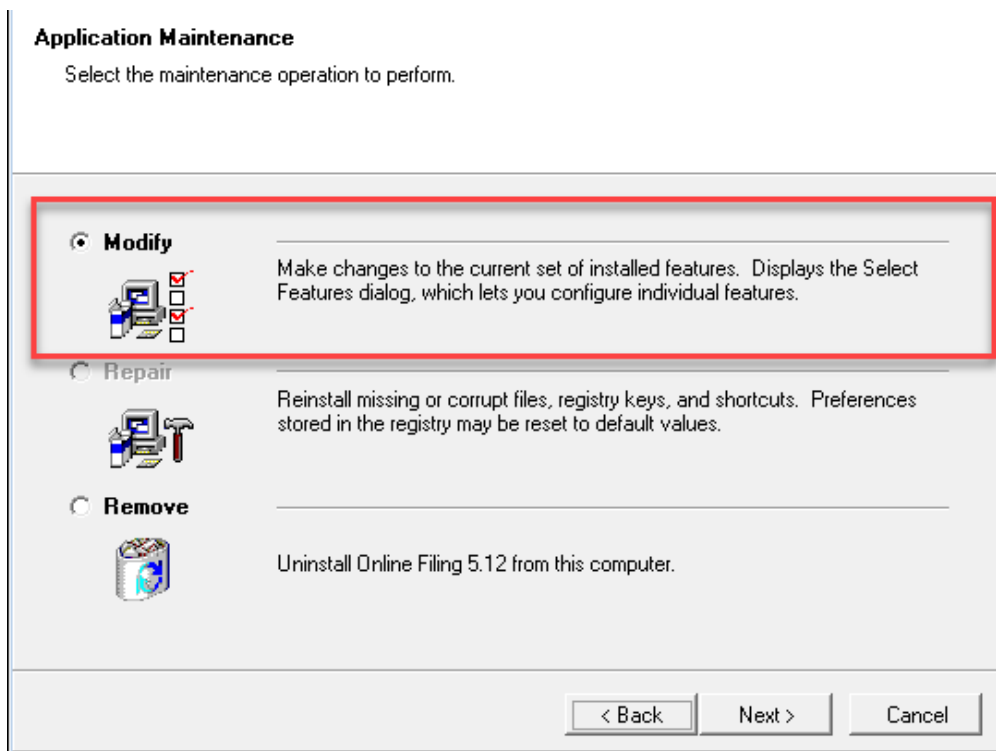 Application Maintenance
Select the maintenance operation to perform.
Modify
Make changes to the current set of installed features. Displays the Select
Features dialog, which lets you configure individual features.
Repair
Reinstall missing or corrupt files, registry keys, and shortcuts. Preferences
stored in the registry may be reset to default values.
Remove
Uninstall Online Filing 5.12 from this computer.
< Back Next > Cancel